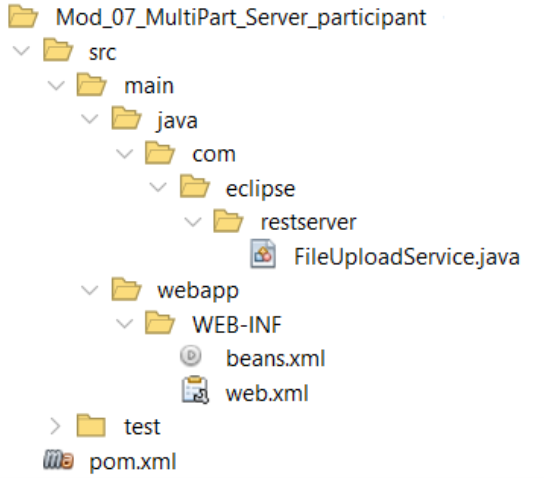 Mod_07_MultiPart_Server_participant
src
main
java
com
eclipse
restserver
FileUploadService.java
webapp
WEB-INF
beans.xml
web.xml
test
pom.xml